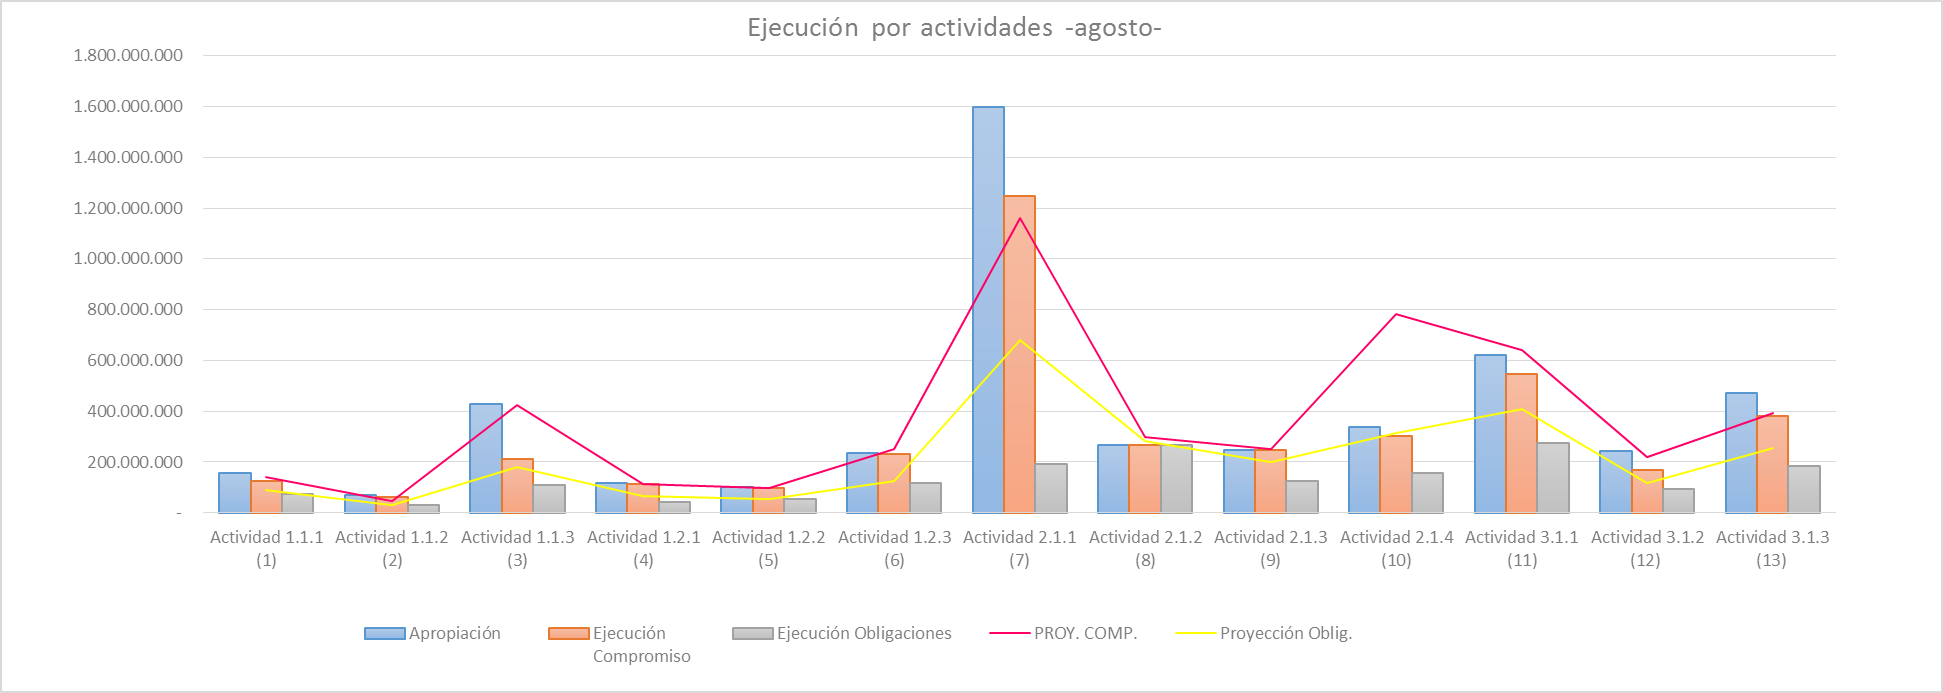 Ejecución por actividades -agosto-
1.800.000.000
1.600.000.000
1.400.000.000
1.200.000.000
1.000.000.000
800.000.000
600.000.000
400.000.000
200.000.000
-
Actividad 1.1.1
(1)
Actividad 1.1.2
(2)
Actividad 1.1.3
(3)
Actividad 1.2.1
(4)
Actividad 1.2.2
(5)
Actividad 1.2.3
(6)
Actividad 2.1.1
(7)
Actividad 2.1.2
(8)
Actividad 2.1.3
(9)
Actividad 2.1.4
(10)
Actividad 3.1.1
(11)
Actividad 3.1.2
(12)
Actividad 3.1.3
(13)
Apropiación
Ejecución
Compromiso
Ejecución Obligaciones
PROY. COMP.
Proyección Oblig.